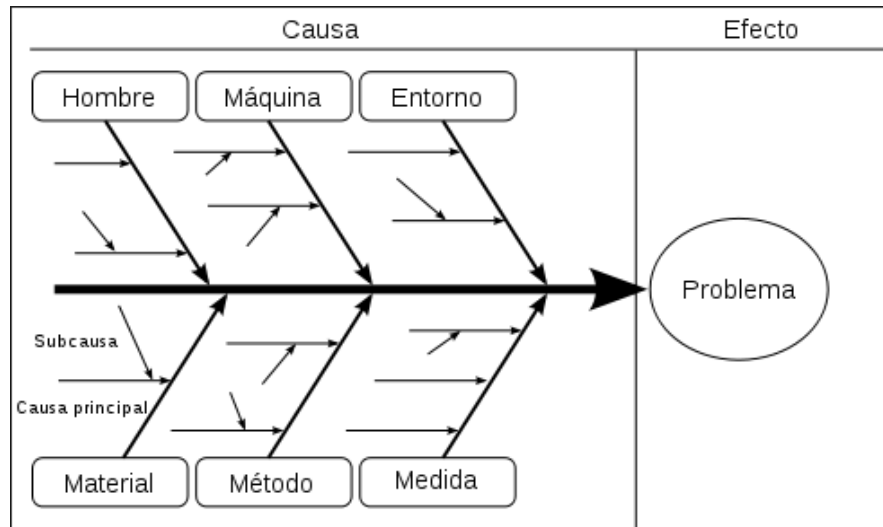 Causa
Efecto
Hombre
Máquina
Entorno
Problema
Subcausa
Causa principal
Material
Método
Medida